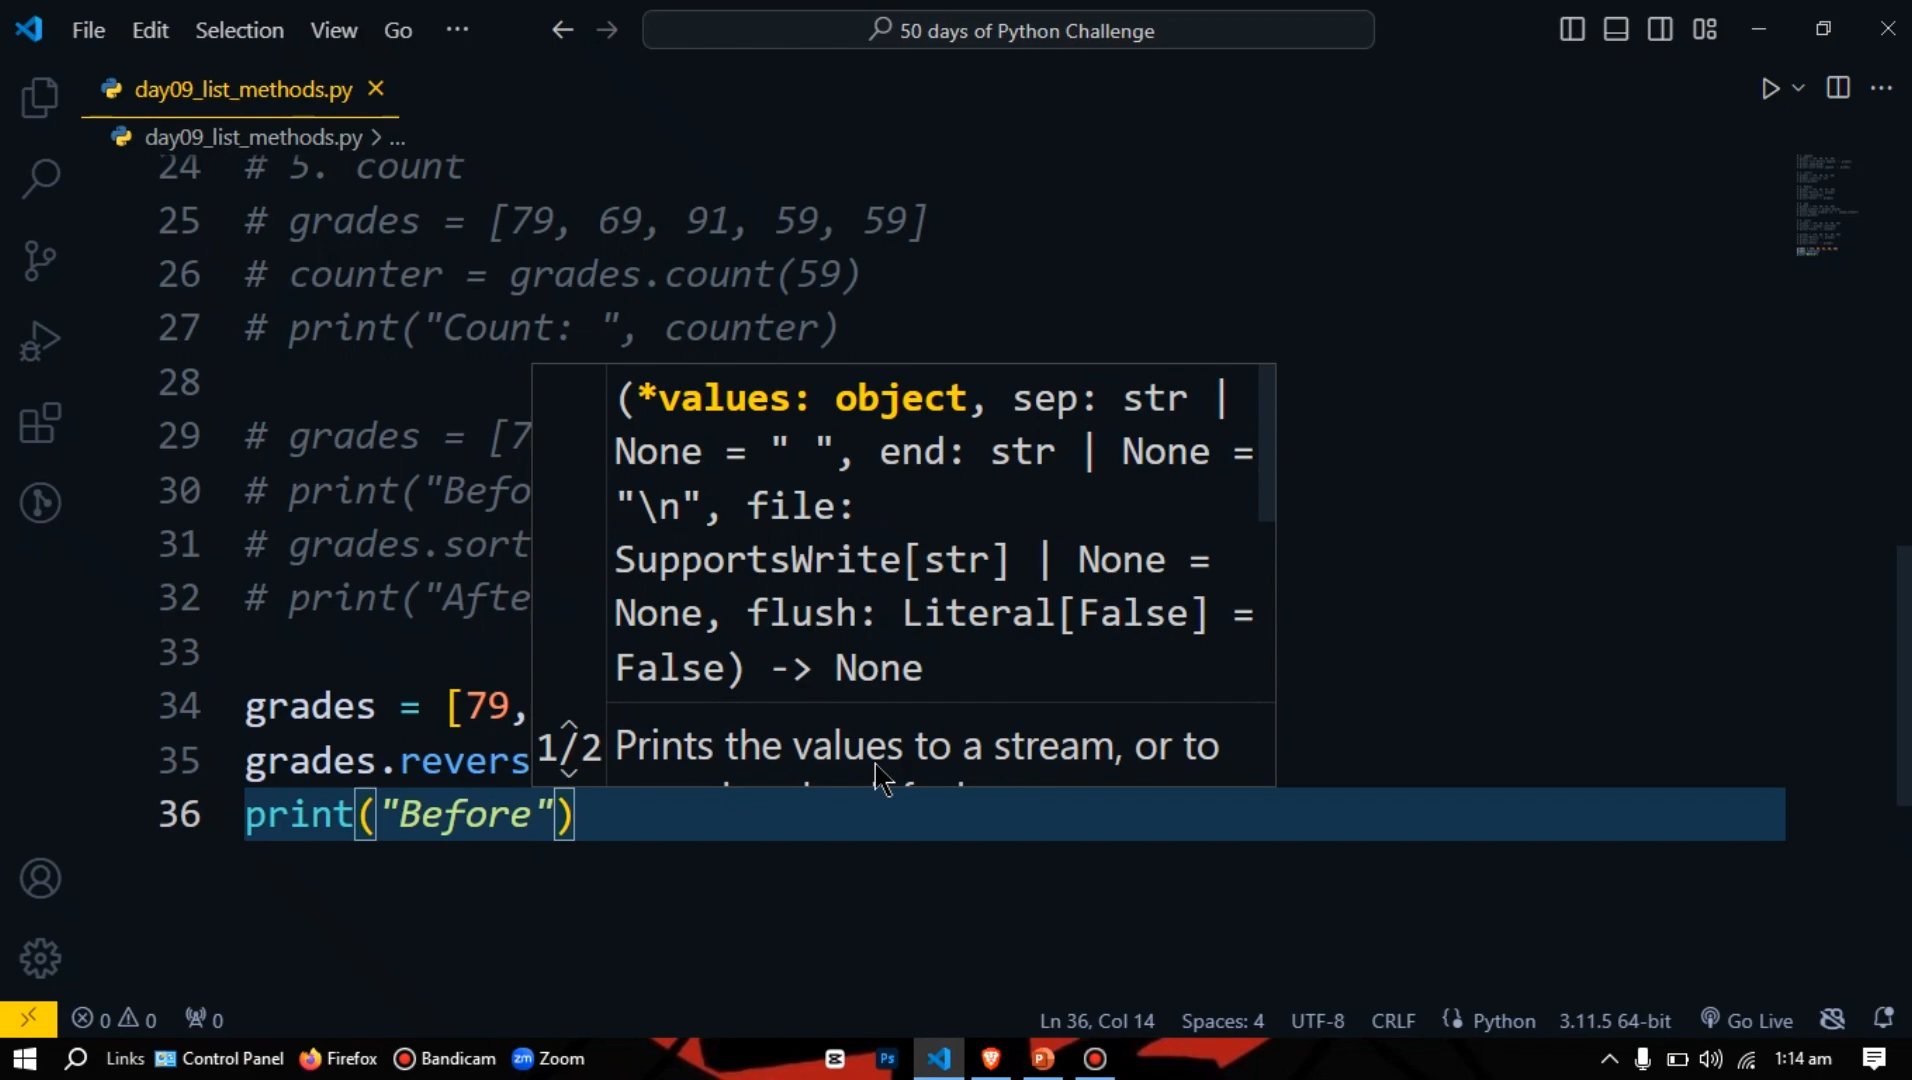 File Edit Selection View Go ...
50 days of Python Challenge
day09_list_methods.py
day09_list_methods.py > ...
24 # 5. count
25 # grades = [79, 69, 91, 59, 59]
26 # counter = grades.count(59)
27 # print("Count: ", counter)
28
29 # grades = [7
30 # print("Befo
31 # grades.sort
32 # print("Afte
33
34 grades = [79,
35 grades.revers
36 print("Before")
(*values: object, sep: str |
None = " ", end: str | None =
"\n", file:
SupportsWrite[str] | None =
None, flush: Literal[False] =
False) -> None
1/2
Prints the values to a stream, or to
0 0 0
Ln 36, Col 14 Spaces: 4 UTF-8 CRLF Python 3.11.5 64-bit Go Live
Links Control Panel Firefox Bandicam zm Zoom Ps P 1:14 am